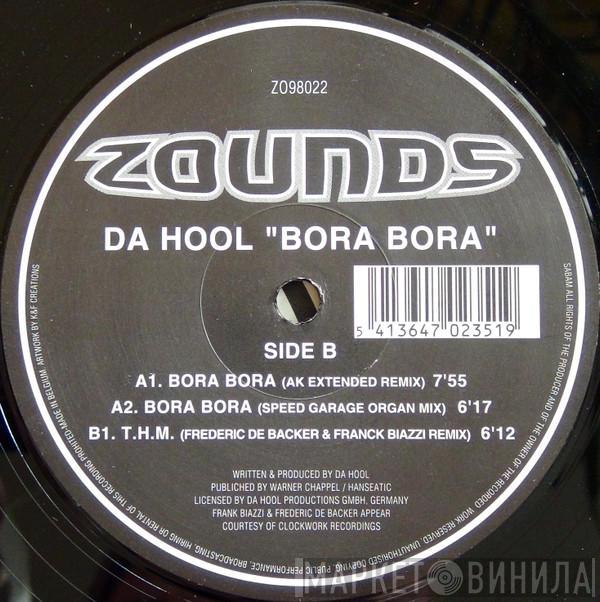 ZO98022
ZOUNDS
DA HOOL "BORA BORA"
5 413647 023519
SIDE B
A1. BORA BORA (AK EXTENDED REMIX) 7'55
A2. BORA BORA (SPEED GARAGE ORGAN MIX) 6'17
B1. T.H.M. (FREDERIC DE BACKER & FRANCK BIAZZI REMIX) 6'12
WRITTEN & PRODUCED BY DA HOOL
PUBLICHED BY WARNER CHAPPEL / HANSEATIC
LICENSED BY DA HOOL PRODUCTIONS GMBH. GERMANY
FRANK BIAZZI & FREDERIC DE BACKER APPEAR
COURTESY OF CLOCKWORK RECORDINGS
SABAM ALL RIGHTS OF THE PRODUCER AND OF THE OWNER OF THE RECORDED WORK RESERVED. UNAUTHORISED COPYING, PUBLIC PERFORMANCE, BROADCASTING, HIRING OR RENTAL OF THIS RECORDING PROHITED-MADE IN BELGIUM. ARTWORK BY K&F CREATIONS
МАРКЕТ ВИНИЛА